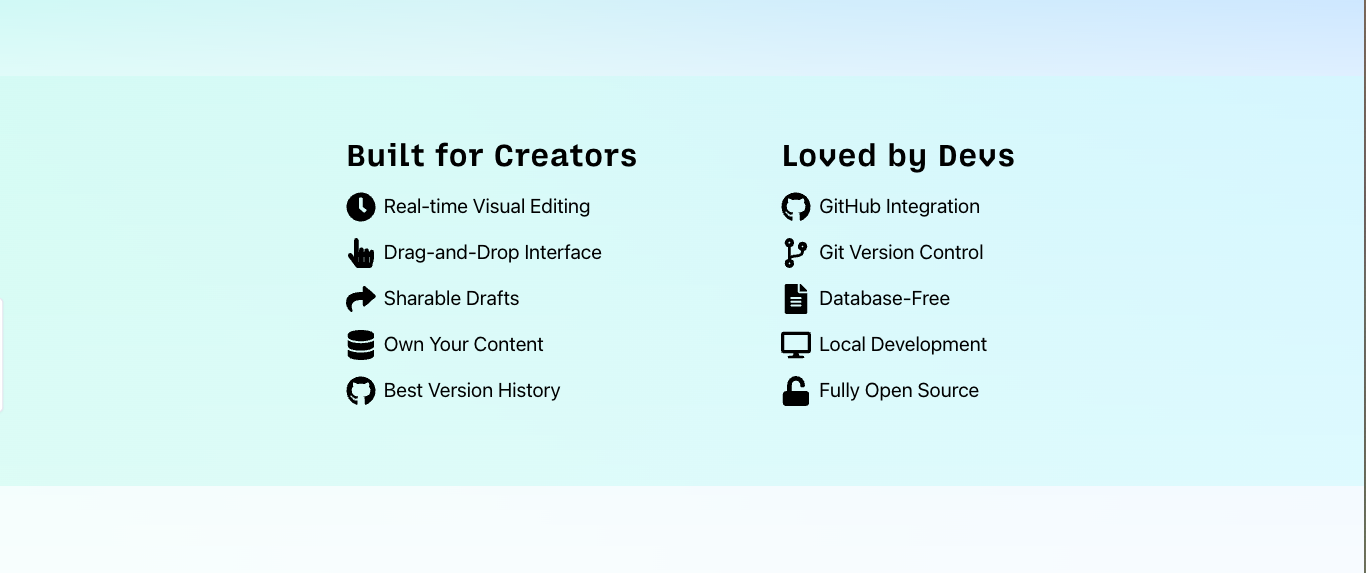 Built for Creators
Real-time Visual Editing
Drag-and-Drop Interface
Sharable Drafts
Own Your Content
Best Version History
Loved by Devs
GitHub Integration
Git Version Control
Database-Free
Local Development
Fully Open Source